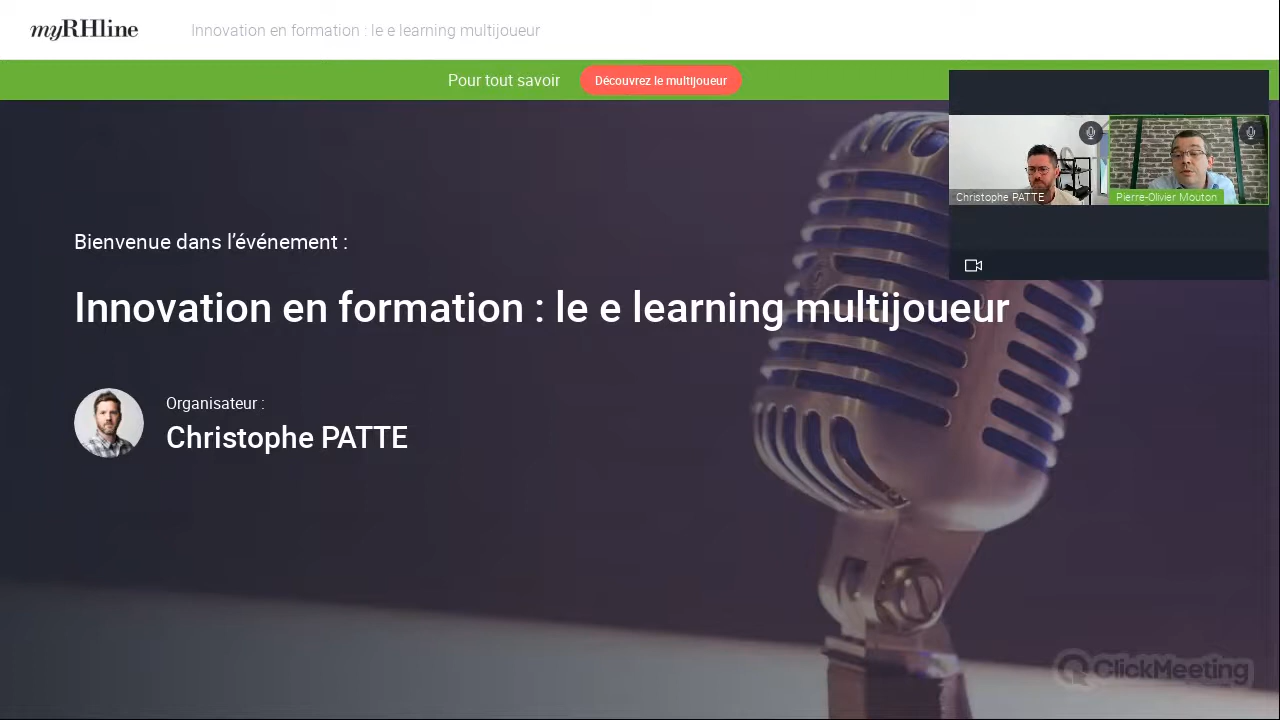 myRHline
Innovation en formation : le e learning multijoueur
Pour tout savoir
Découvrez le multijoueur
Christophe PATTE
Pierre-Olivier Mouton
Bienvenue dans l’événement :
Innovation en formation : le e learning multijoueur
Organisateur :
Christophe PATTE
ClickMeeting